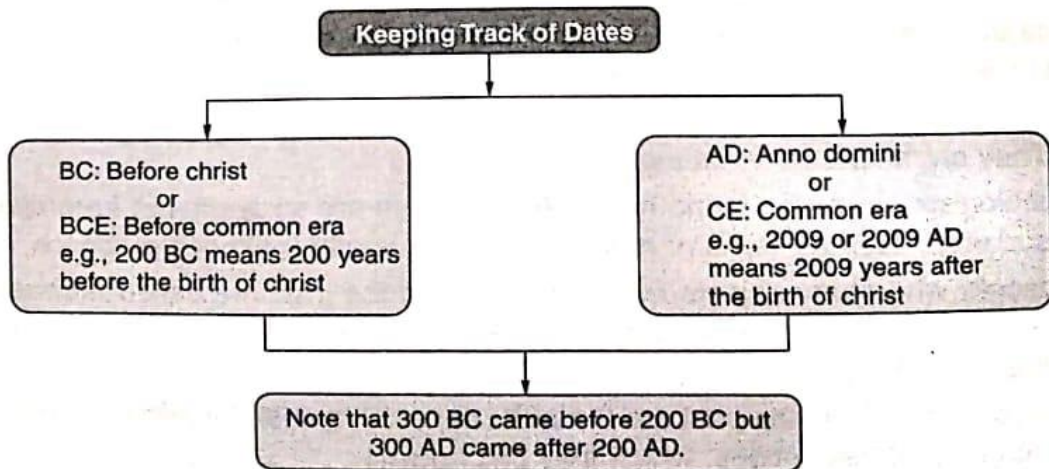 Keeping Track of Dates
BC: Before christ
or
BCE: Before common era
e.g., 200 BC means 200 years
before the birth of christ
AD: Anno domini
or
CE: Common era
e.g., 2009 or 2009 AD
means 2009 years after
the birth of christ
Note that 300 BC came before 200 BC but
300 AD came after 200 AD.